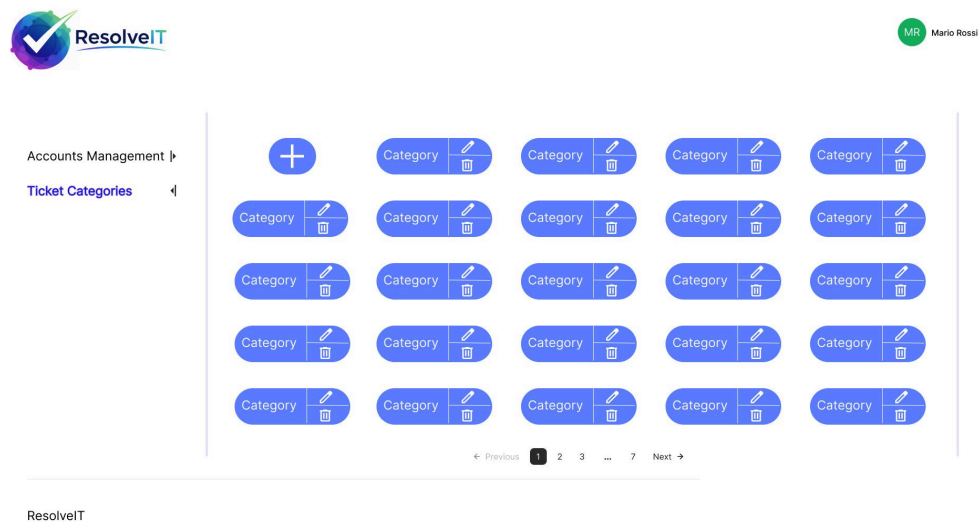 ResolveIT
MR Mario Rossi
Accounts Management
Category Category Category Category
Ticket Categories
Category Category Category Category Category
Category Category Category Category Category
Category Category Category Category Category
Category Category Category Category Category
← Previous 1 2 3 ... 7 Next →
ResolveIT